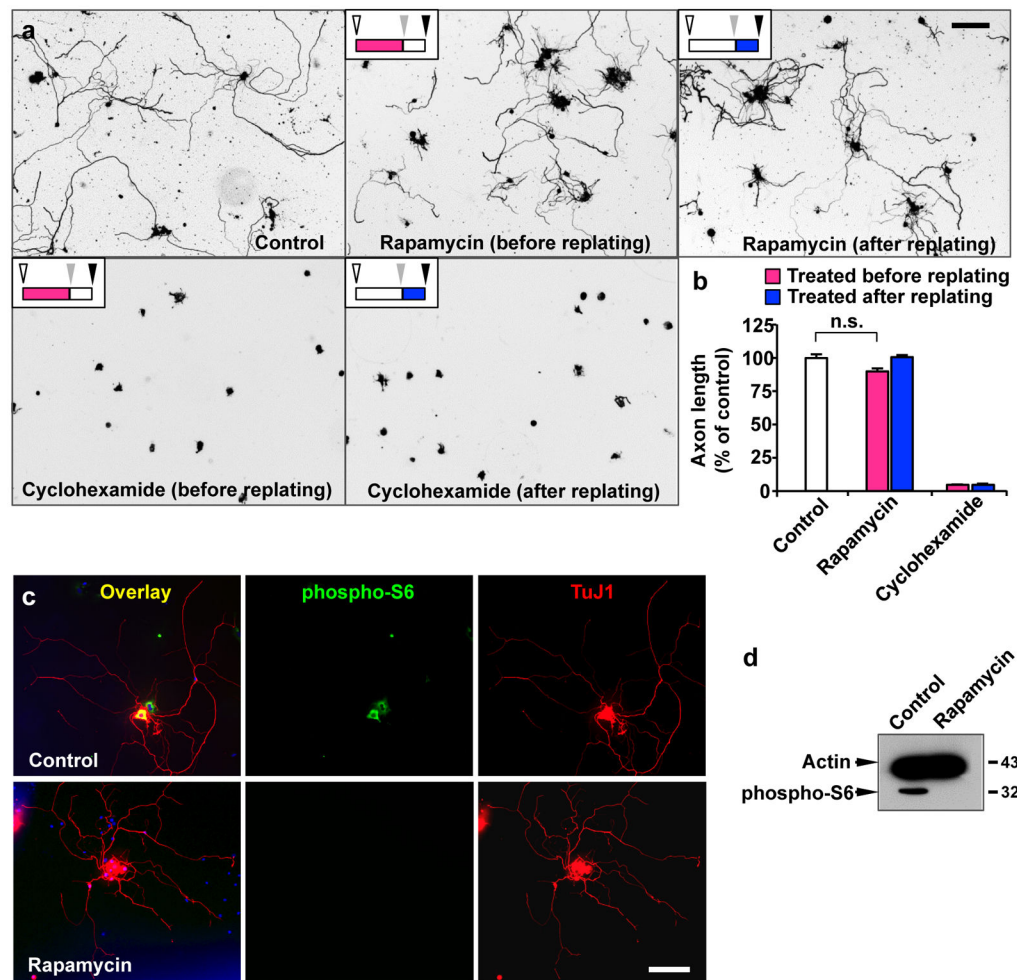 a
Control
Rapamycin (before replating)
Rapamycin (after replating)
Cyclohexamide (before replating)
Cyclohexamide (after replating)
b
Treated before replating
Treated after replating
n.s.
Axon length
(% of control)
125
100
75
50
25
0
Control
Rapamycin
Cyclohexamide
c
Overlay
phospho-S6
TuJ1
Control
Rapamycin
d
Control
Rapamycin
Actin
43
phospho-S6
32